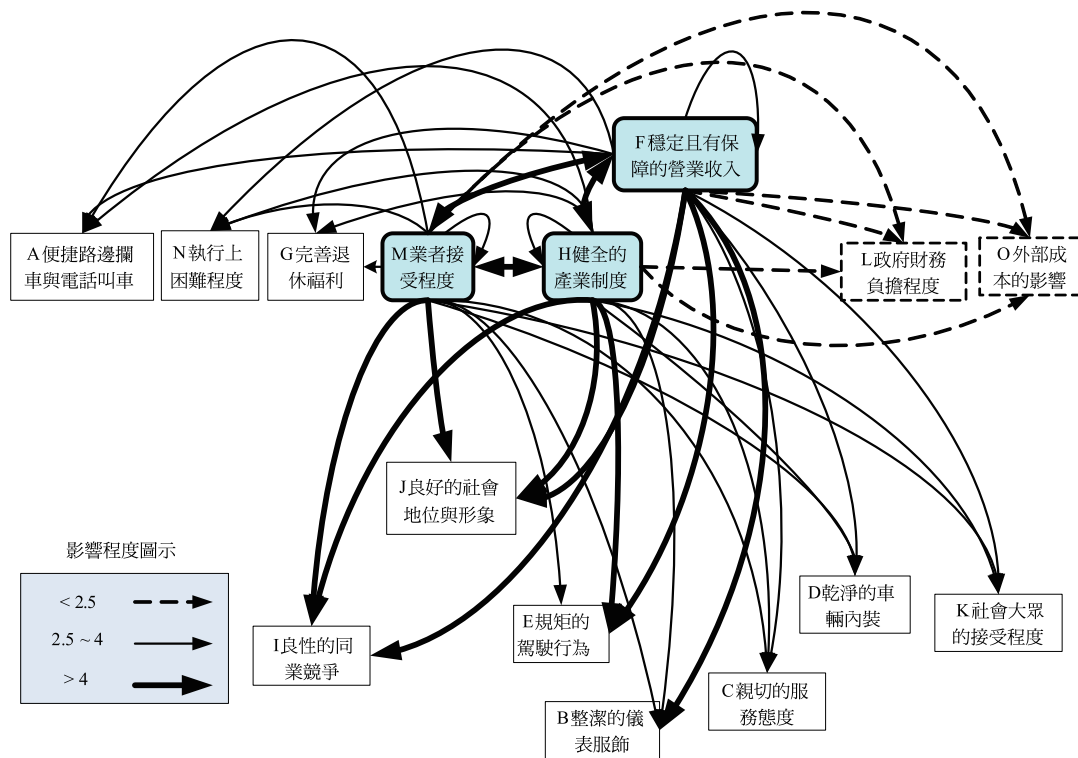 F穩定且有保
障的營業收入
A便捷路邊攔
車與電話叫車
N執行上
困難程度
G完善退
休福利
M業者接
受程度
H健全的
產業制度
L政府財務
負擔程度
O外部成
本的影響
J良好的社會
地位與形象
影響程度圖示
< 2.5
2.5 ~ 4
> 4
I良性的同
業競爭
E規矩的
駕駛行為
B整潔的儀
表服飾
C親切的服
務態度
D乾淨的車
輛內裝
K社會大眾
的接受程度